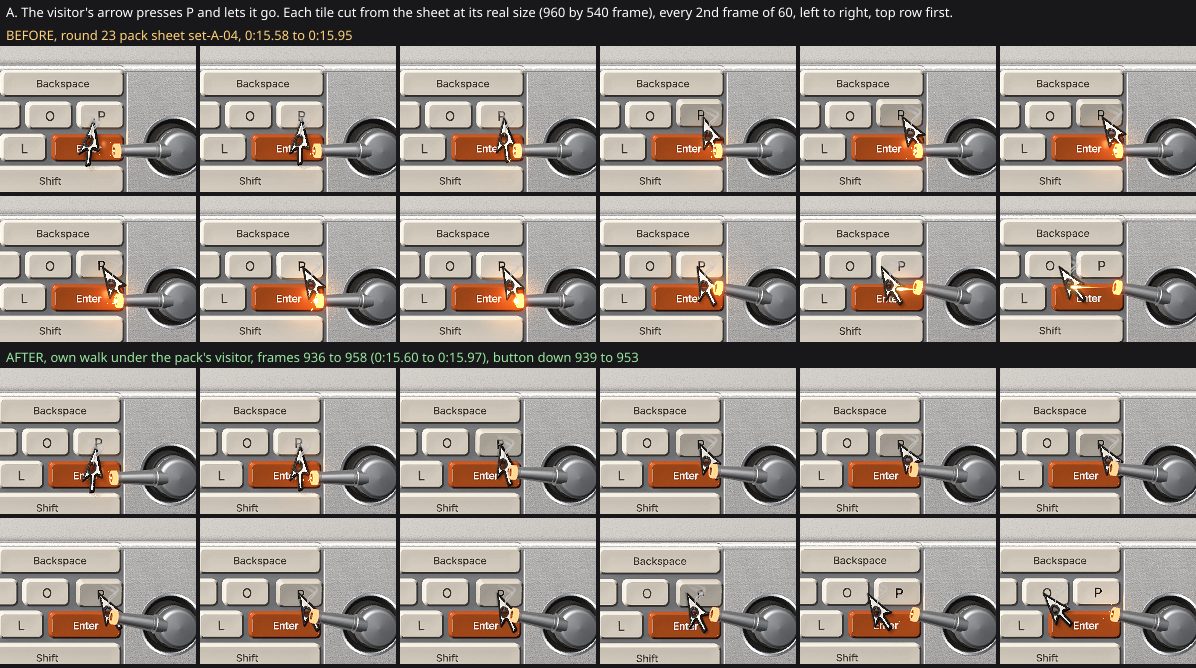 A. The visitor's arrow presses P and lets it go. Each tile cut from the sheet at its real size (960 by 540 frame), every 2nd frame of 60, left to right, top row first.
BEFORE, round 23 pack sheet set-A-04, 0:15.58 to 0:15.95
Backspace Backspace Backspace Backspace Backspace Backspace
O P O P O P O P O P O P
L L L Enter L Enter L Enter L Enter
Shift Shift Shift Shift Shift Shift
Backspace Backspace Backspace Backspace Backspace Backspace
O P O P O P O P O P O P
L Enter L Enter L Enter L Enter L L Enter
Shift Shift Shift Shift Shift Shift
AFTER, own walk under the pack's visitor, frames 936 to 958 (0:15.60 to 0:15.97), button down 939 to 953
Backspace Backspace Backspace Backspace Backspace Backspace
O P O P O P O P O P O P
L L L Enter L Enter L Enter L Enter
Shift Shift Shift Shift Shift Shift
Backspace Backspace Backspace Backspace Backspace Backspace
O P O P O P O O P O P
L Enter L Enter L Enter L Enter L Enter L Enter
Shift Shift Shift Shift Shift Shift